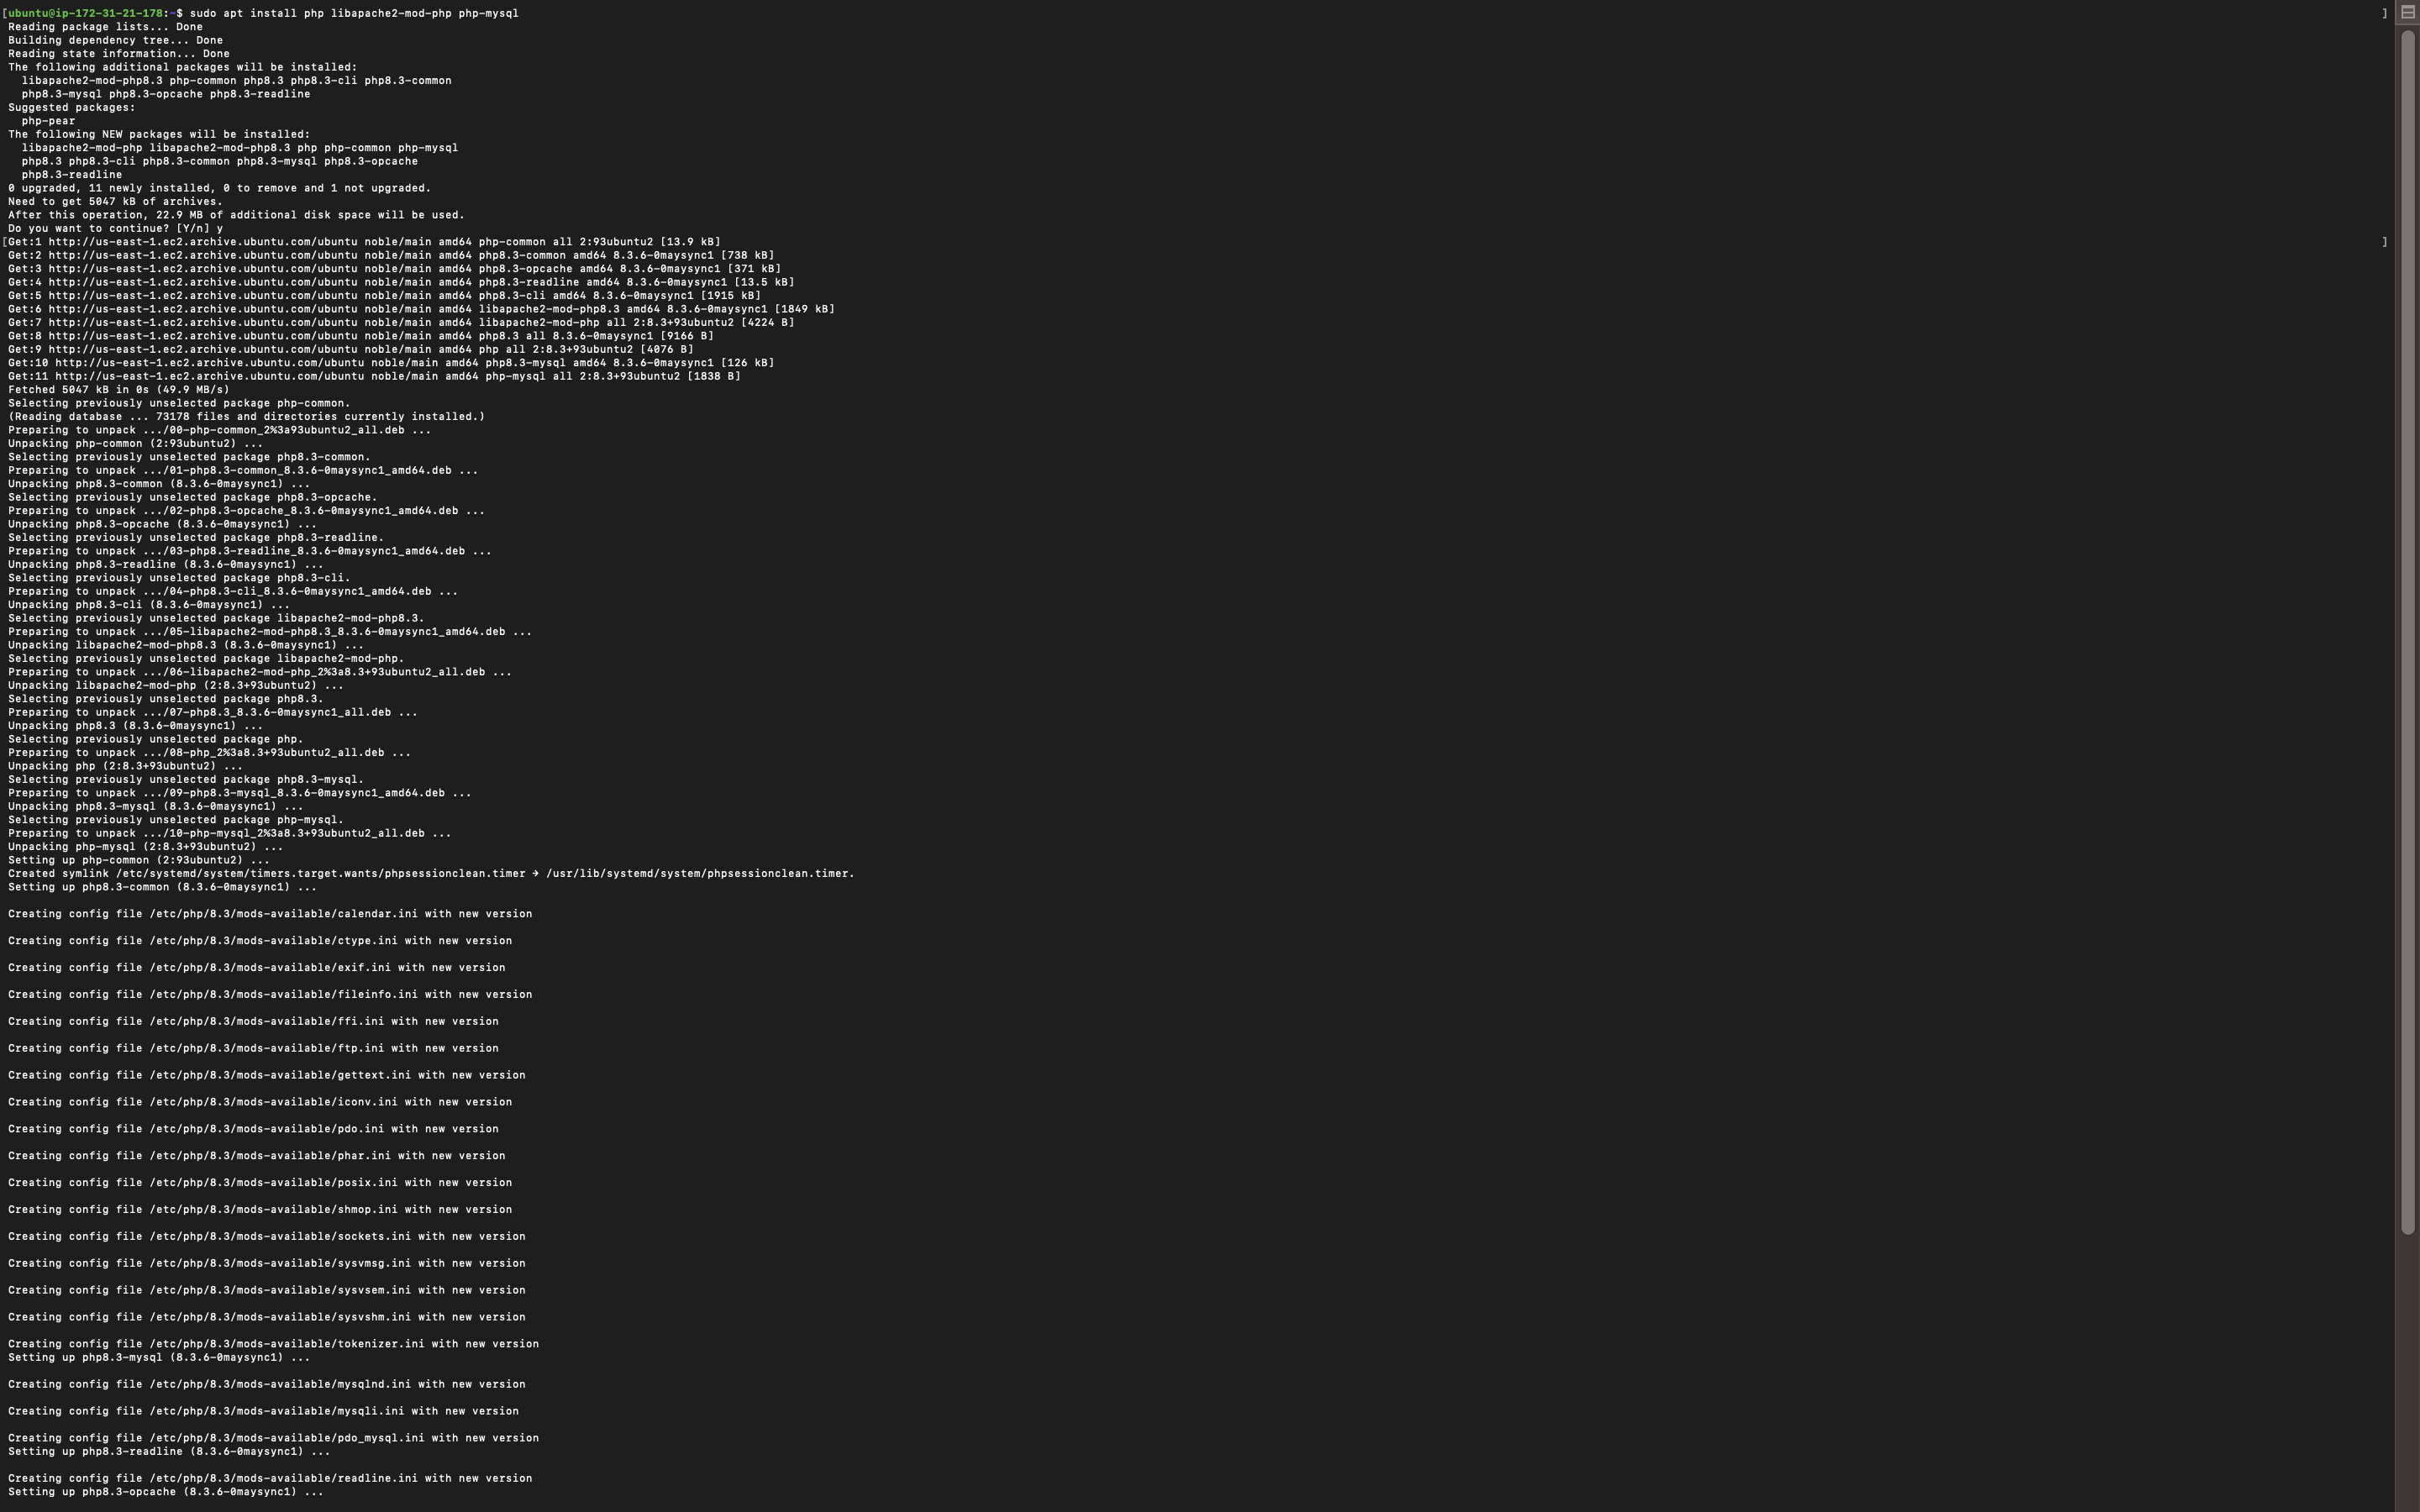 [ubuntu@ip-172-31-21-178:~$ sudo apt install php libapache2-mod-php php-mysql ]
Reading package lists... Done
Building dependency tree... Done
Reading state information... Done
The following additional packages will be installed:
  libapache2-mod-php8.3 php-common php8.3 php8.3-cli php8.3-common
  php8.3-mysql php8.3-opcache php8.3-readline
Suggested packages:
  php-pear
The following NEW packages will be installed:
  libapache2-mod-php libapache2-mod-php8.3 php php-common php-mysql
  php8.3 php8.3-cli php8.3-common php8.3-mysql php8.3-opcache
  php8.3-readline
0 upgraded, 11 newly installed, 0 to remove and 1 not upgraded.
Need to get 5047 kB of archives.
After this operation, 22.9 MB of additional disk space will be used.
Do you want to continue? [Y/n] y
[Get:1 http://us-east-1.ec2.archive.ubuntu.com/ubuntu noble/main amd64 php-common all 2:93ubuntu2 [13.9 kB] ]
Get:2 http://us-east-1.ec2.archive.ubuntu.com/ubuntu noble/main amd64 php8.3-common amd64 8.3.6-0maysync1 [738 kB]
Get:3 http://us-east-1.ec2.archive.ubuntu.com/ubuntu noble/main amd64 php8.3-opcache amd64 8.3.6-0maysync1 [371 kB]
Get:4 http://us-east-1.ec2.archive.ubuntu.com/ubuntu noble/main amd64 php8.3-readline amd64 8.3.6-0maysync1 [13.5 kB]
Get:5 http://us-east-1.ec2.archive.ubuntu.com/ubuntu noble/main amd64 php8.3-cli amd64 8.3.6-0maysync1 [1915 kB]
Get:6 http://us-east-1.ec2.archive.ubuntu.com/ubuntu noble/main amd64 libapache2-mod-php8.3 amd64 8.3.6-0maysync1 [1849 kB]
Get:7 http://us-east-1.ec2.archive.ubuntu.com/ubuntu noble/main amd64 libapache2-mod-php all 2:8.3+93ubuntu2 [4224 B]
Get:8 http://us-east-1.ec2.archive.ubuntu.com/ubuntu noble/main amd64 php8.3 all 8.3.6-0maysync1 [9166 B]
Get:9 http://us-east-1.ec2.archive.ubuntu.com/ubuntu noble/main amd64 php all 2:8.3+93ubuntu2 [4076 B]
Get:10 http://us-east-1.ec2.archive.ubuntu.com/ubuntu noble/main amd64 php8.3-mysql amd64 8.3.6-0maysync1 [126 kB]
Get:11 http://us-east-1.ec2.archive.ubuntu.com/ubuntu noble/main amd64 php-mysql all 2:8.3+93ubuntu2 [1838 B]
Fetched 5047 kB in 0s (49.9 MB/s)
Selecting previously unselected package php-common.
(Reading database ... 73178 files and directories currently installed.)
Preparing to unpack .../00-php-common_2%3a93ubuntu2_all.deb ...
Unpacking php-common (2:93ubuntu2) ...
Selecting previously unselected package php8.3-common.
Preparing to unpack .../01-php8.3-common_8.3.6-0maysync1_amd64.deb ...
Unpacking php8.3-common (8.3.6-0maysync1) ...
Selecting previously unselected package php8.3-opcache.
Preparing to unpack .../02-php8.3-opcache_8.3.6-0maysync1_amd64.deb ...
Unpacking php8.3-opcache (8.3.6-0maysync1) ...
Selecting previously unselected package php8.3-readline.
Preparing to unpack .../03-php8.3-readline_8.3.6-0maysync1_amd64.deb ...
Unpacking php8.3-readline (8.3.6-0maysync1) ...
Selecting previously unselected package php8.3-cli.
Preparing to unpack .../04-php8.3-cli_8.3.6-0maysync1_amd64.deb ...
Unpacking php8.3-cli (8.3.6-0maysync1) ...
Selecting previously unselected package libapache2-mod-php8.3.
Preparing to unpack .../05-libapache2-mod-php8.3_8.3.6-0maysync1_amd64.deb ...
Unpacking libapache2-mod-php8.3 (8.3.6-0maysync1) ...
Selecting previously unselected package libapache2-mod-php.
Preparing to unpack .../06-libapache2-mod-php_2%3a8.3+93ubuntu2_all.deb ...
Unpacking libapache2-mod-php (2:8.3+93ubuntu2) ...
Selecting previously unselected package php8.3.
Preparing to unpack .../07-php8.3_8.3.6-0maysync1_all.deb ...
Unpacking php8.3 (8.3.6-0maysync1) ...
Selecting previously unselected package php.
Preparing to unpack .../08-php_2%3a8.3+93ubuntu2_all.deb ...
Unpacking php (2:8.3+93ubuntu2) ...
Selecting previously unselected package php8.3-mysql.
Preparing to unpack .../09-php8.3-mysql_8.3.6-0maysync1_amd64.deb ...
Unpacking php8.3-mysql (8.3.6-0maysync1) ...
Selecting previously unselected package php-mysql.
Preparing to unpack .../10-php-mysql_2%3a8.3+93ubuntu2_all.deb ...
Unpacking php-mysql (2:8.3+93ubuntu2) ...
Setting up php-common (2:93ubuntu2) ...
Created symlink /etc/systemd/system/timers.target.wants/phpsessionclean.timer → /usr/lib/systemd/system/phpsessionclean.timer.
Setting up php8.3-common (8.3.6-0maysync1) ...
Creating config file /etc/php/8.3/mods-available/calendar.ini with new version
Creating config file /etc/php/8.3/mods-available/ctype.ini with new version
Creating config file /etc/php/8.3/mods-available/exif.ini with new version
Creating config file /etc/php/8.3/mods-available/fileinfo.ini with new version
Creating config file /etc/php/8.3/mods-available/ffi.ini with new version
Creating config file /etc/php/8.3/mods-available/ftp.ini with new version
Creating config file /etc/php/8.3/mods-available/gettext.ini with new version
Creating config file /etc/php/8.3/mods-available/iconv.ini with new version
Creating config file /etc/php/8.3/mods-available/pdo.ini with new version
Creating config file /etc/php/8.3/mods-available/phar.ini with new version
Creating config file /etc/php/8.3/mods-available/posix.ini with new version
Creating config file /etc/php/8.3/mods-available/shmop.ini with new version
Creating config file /etc/php/8.3/mods-available/sockets.ini with new version
Creating config file /etc/php/8.3/mods-available/sysvmsg.ini with new version
Creating config file /etc/php/8.3/mods-available/sysvsem.ini with new version
Creating config file /etc/php/8.3/mods-available/sysvshm.ini with new version
Creating config file /etc/php/8.3/mods-available/tokenizer.ini with new version
Setting up php8.3-mysql (8.3.6-0maysync1) ...
Creating config file /etc/php/8.3/mods-available/mysqlnd.ini with new version
Creating config file /etc/php/8.3/mods-available/mysqli.ini with new version
Creating config file /etc/php/8.3/mods-available/pdo_mysql.ini with new version
Setting up php8.3-readline (8.3.6-0maysync1) ...
Creating config file /etc/php/8.3/mods-available/readline.ini with new version
Setting up php8.3-opcache (8.3.6-0maysync1) ...